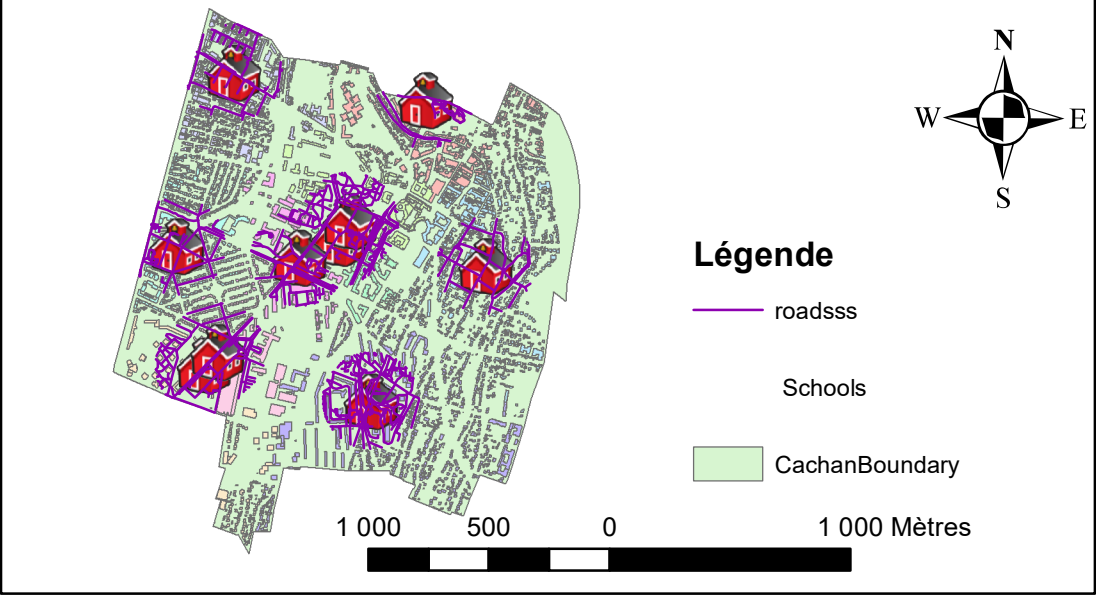 N
W E
S
Légende
roadsss
Schools
CachanBoundary
1 000 500 0 1 000 Mètres